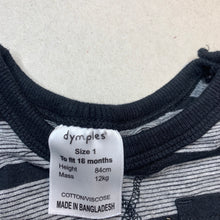 dymples
Size 1
To fit 18 months
Height 84cm
Mass 12kg
COTTON/VISCOSE
MADE IN BANGLADESH